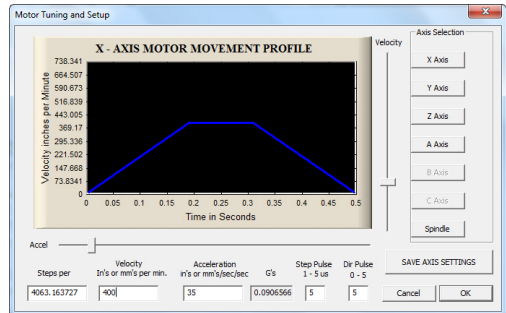 Motor Tuning and Setup
X - AXIS MOTOR MOVEMENT PROFILE
Velocity inches per Minute
738.341
664.507
590.673
516.839
443.005
369.17
295.336
221.502
147.668
73.8341
0
0 0.05 0.1 0.15 0.2 0.25 0.3 0.35 0.4 0.45 0.5
Time in Seconds
Velocity
Axis Selection
X Axis
Y Axis
Z Axis
A Axis
B Axis
C Axis
Spindle
Accel
Steps per
Velocity
In's or mm's per min.
Acceleration
in's or mm's/sec/sec
G's
Step Pulse
1 - 5 us
Dir Pulse
0 - 5
4063.163727 400 35 0.0906566 5 5
SAVE AXIS SETTINGS
Cancel OK